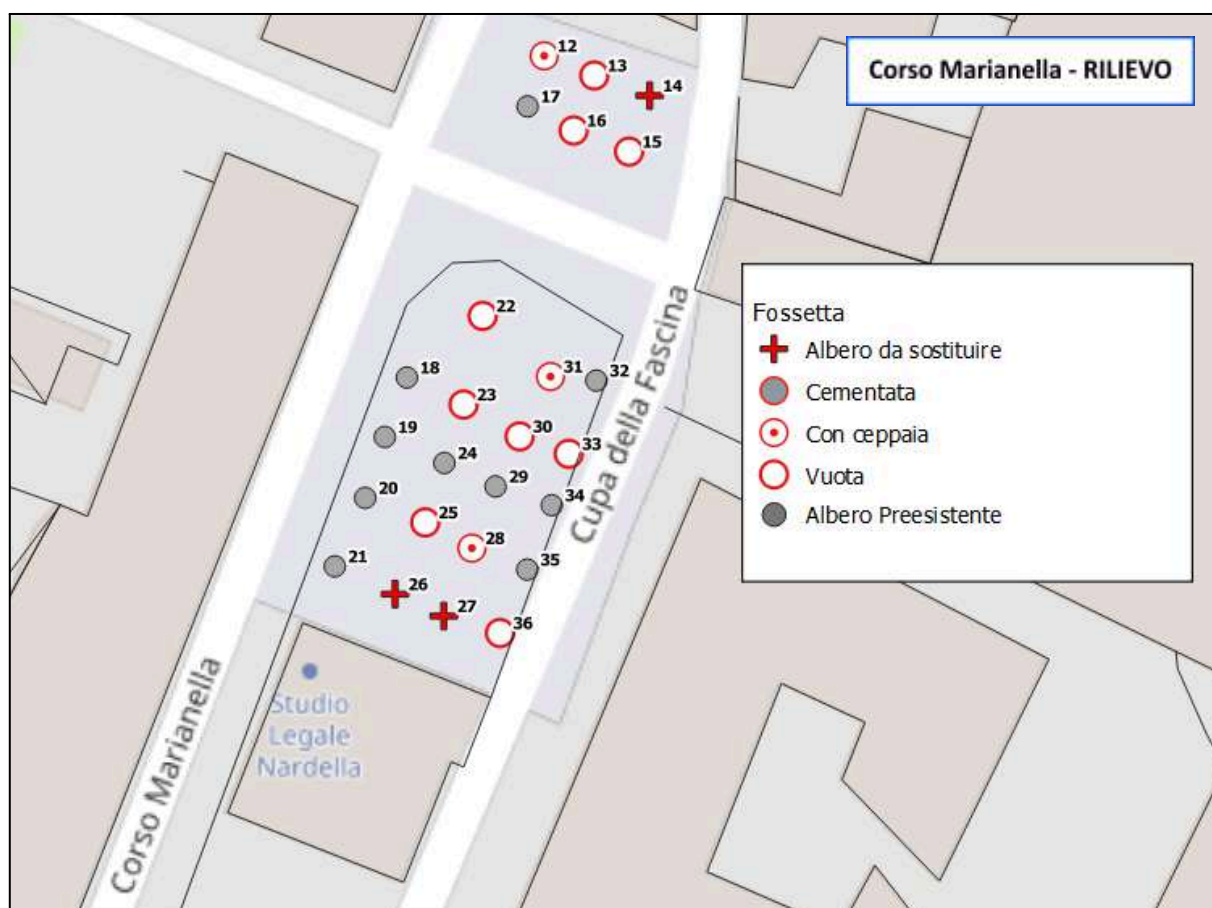 Corso Marianella - RILIEVO
12
13
14
17
16
15
22
18
31
32
23
19
30
33
24
29
20
34
25
28
21
35
26
27
36
Fossetta
Albero da sostituire
Cementata
Con ceppaia
Vuota
Albero Preesistente
Cupa della Fascina
Corso Marianella
Studio
Legale
Nardella